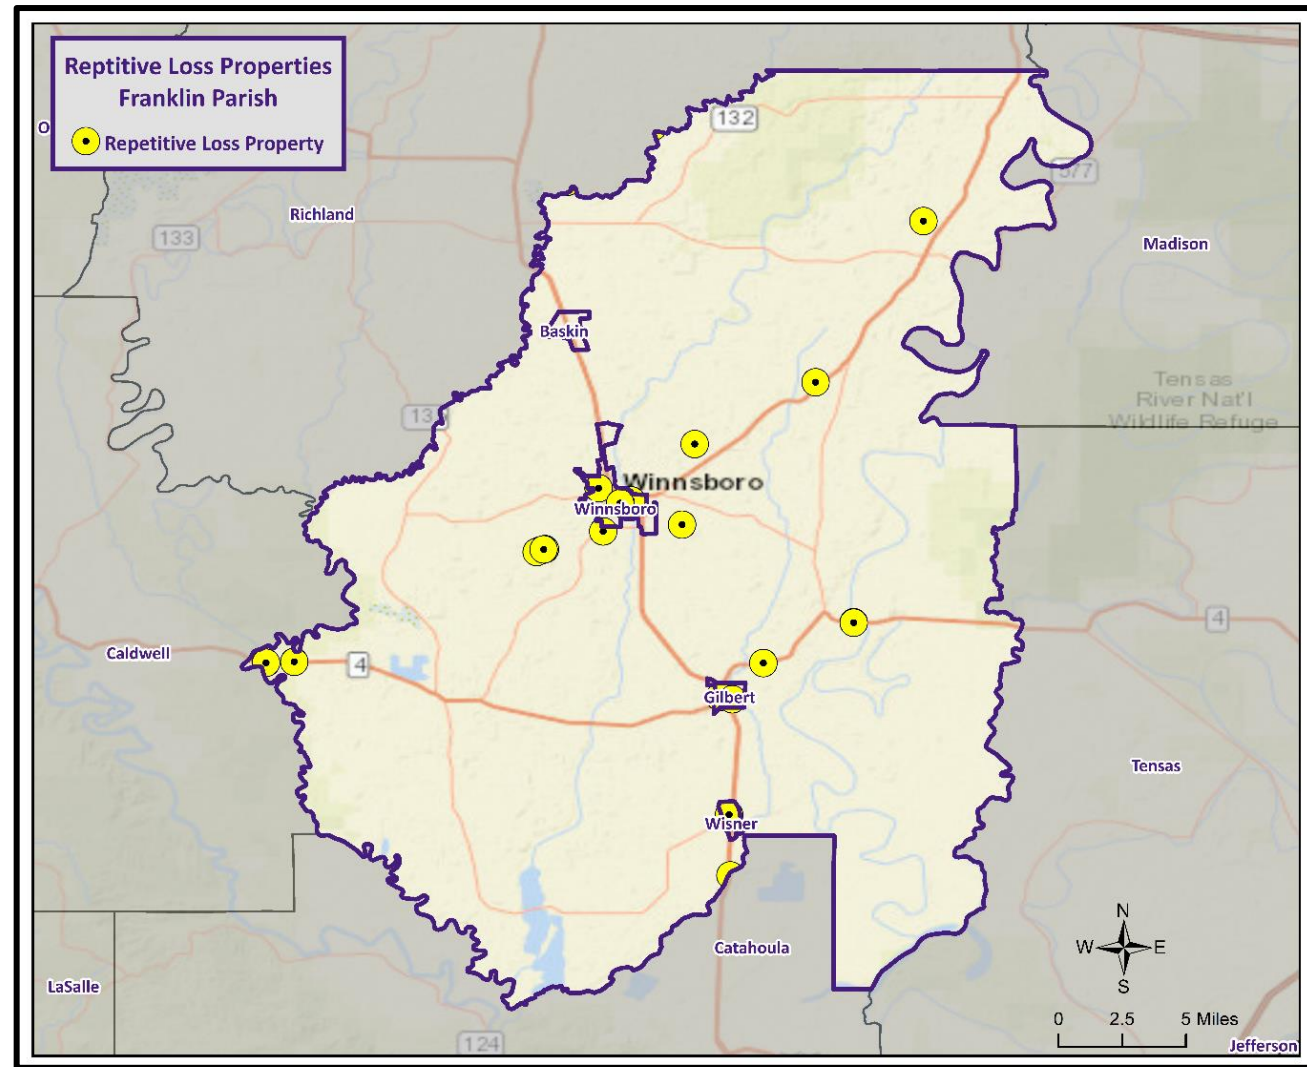 Reptitive Loss Properties
Franklin Parish
Repetitive Loss Property
132
577
Richland
133
Madison
Baskin
Tensas
River Nat'l
Wildlife Refuge
Winnsboro
Winnsboro
4
Caldwell
4
Gilbert
Tensas
Wisner
N
W E
S
Catahoula
LaSalle
0 2.5 5 Miles
124
Jefferson